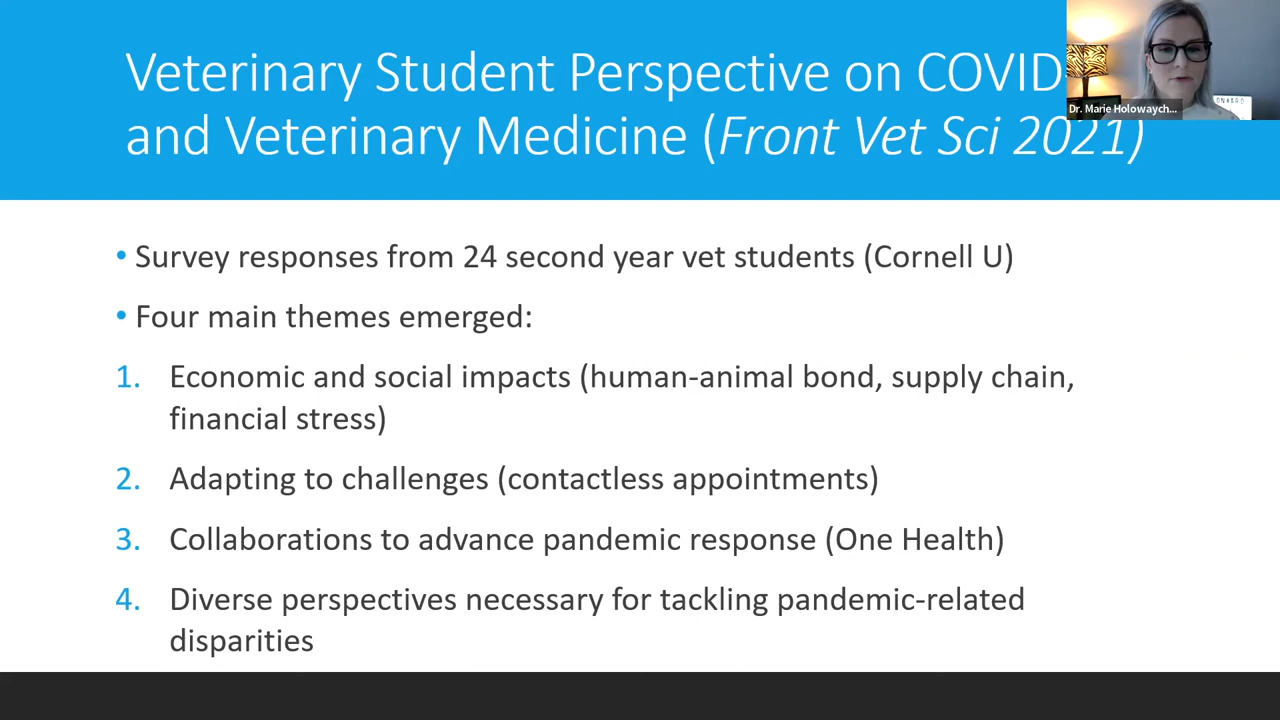 Veterinary Student Perspective on COVID
and Veterinary Medicine (Front Vet Sci 2021)
Dr. Marie Holowaych...
• Survey responses from 24 second year vet students (Cornell U)
• Four main themes emerged:
1. Economic and social impacts (human-animal bond, supply chain,
financial stress)
2. Adapting to challenges (contactless appointments)
3. Collaborations to advance pandemic response (One Health)
4. Diverse perspectives necessary for tackling pandemic-related
disparities